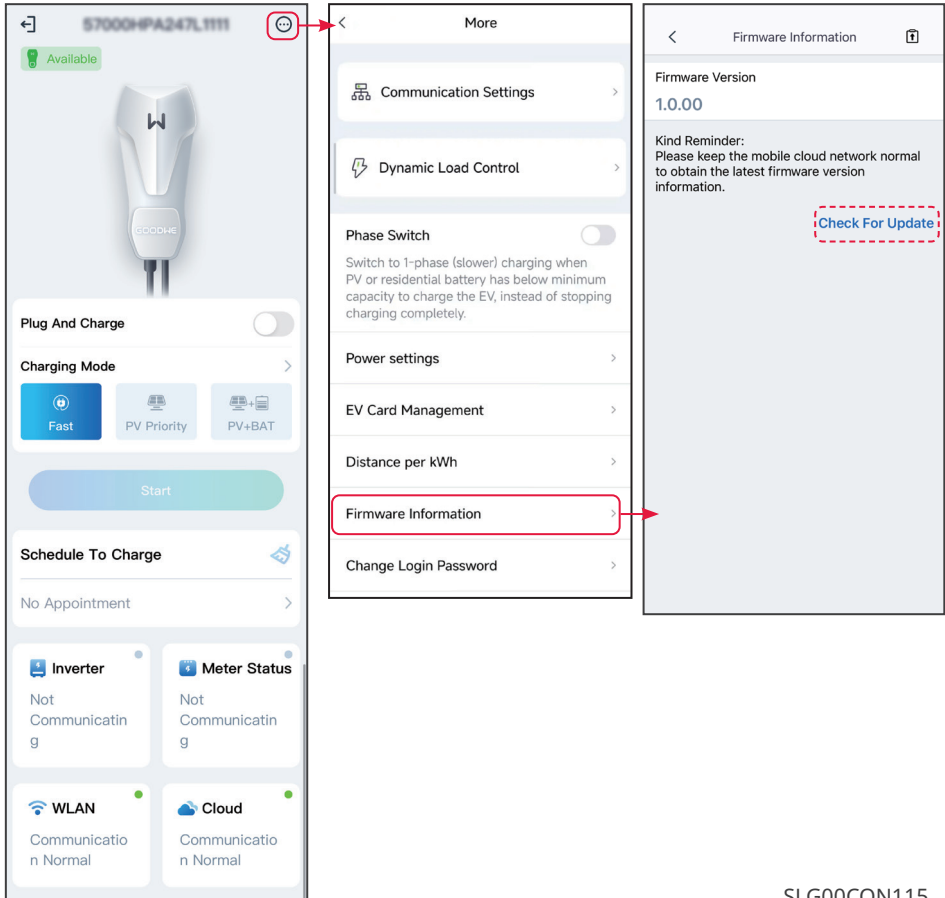 57000HPA247L1111
Available
GOODWE
Plug And Charge
Charging Mode
Fast
PV Priority
PV+BAT
Start
Schedule To Charge
No Appointment
Inverter
Not
Communicatin
g
Meter Status
Not
Communicatin
g
WLAN
Communicatio
n Normal
Cloud
Communicatio
n Normal
More
Communication Settings
Dynamic Load Control
Phase Switch
Switch to 1-phase (slower) charging when
PV or residential battery has below minimum
capacity to charge the EV, instead of stopping
charging completely.
Power settings
EV Card Management
Distance per kWh
Firmware Information
Change Login Password
Firmware Information
Firmware Version
1.0.00
Kind Reminder:
Please keep the mobile cloud network normal
to obtain the latest firmware version
information.
Check For Update
SLG00CON115